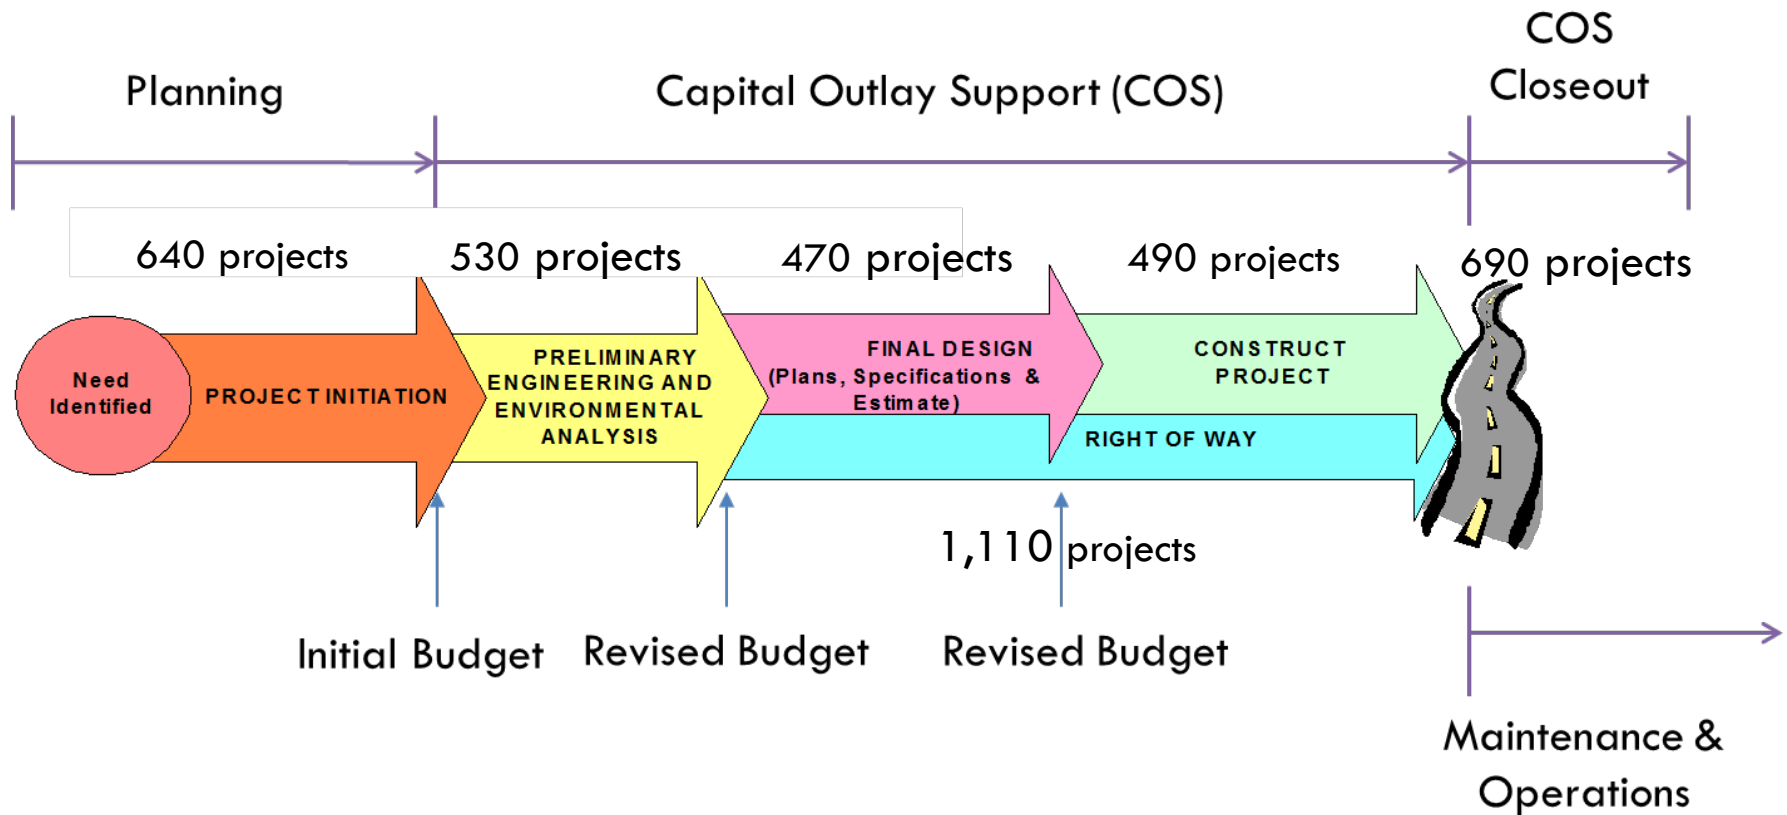 COS
Closeout
Planning
Capital Outlay Support (COS)
640 projects
530 projects
470 projects
490 projects
690 projects
Need
Identified
PROJECT INITIATION
PRELIMINARY
ENGINEERING AND
ENVIRONMENTAL
ANALYSIS
FINAL DESIGN
(Plans, Specifications &
Estimate)
CONSTRUCT
PROJECT
RIGHT OF WAY
1,110 projects
Initial Budget
Revised Budget
Revised Budget
Maintenance &
Operations